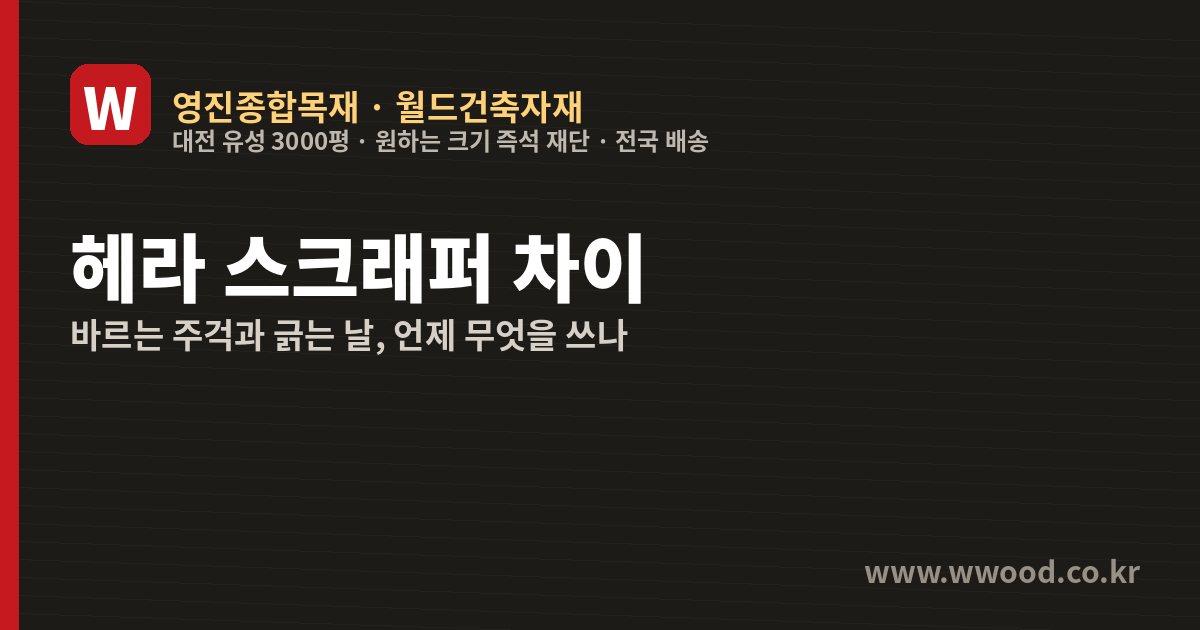 W
영진종합목재 · 월드건축자재
대전 유성 3000평 · 원하는 크기 즉석 재단 · 전국 배송
헤라 스크래퍼 차이
바르는 주걱과 긁는 날, 언제 무엇을 쓰나
www.wwood.co.kr